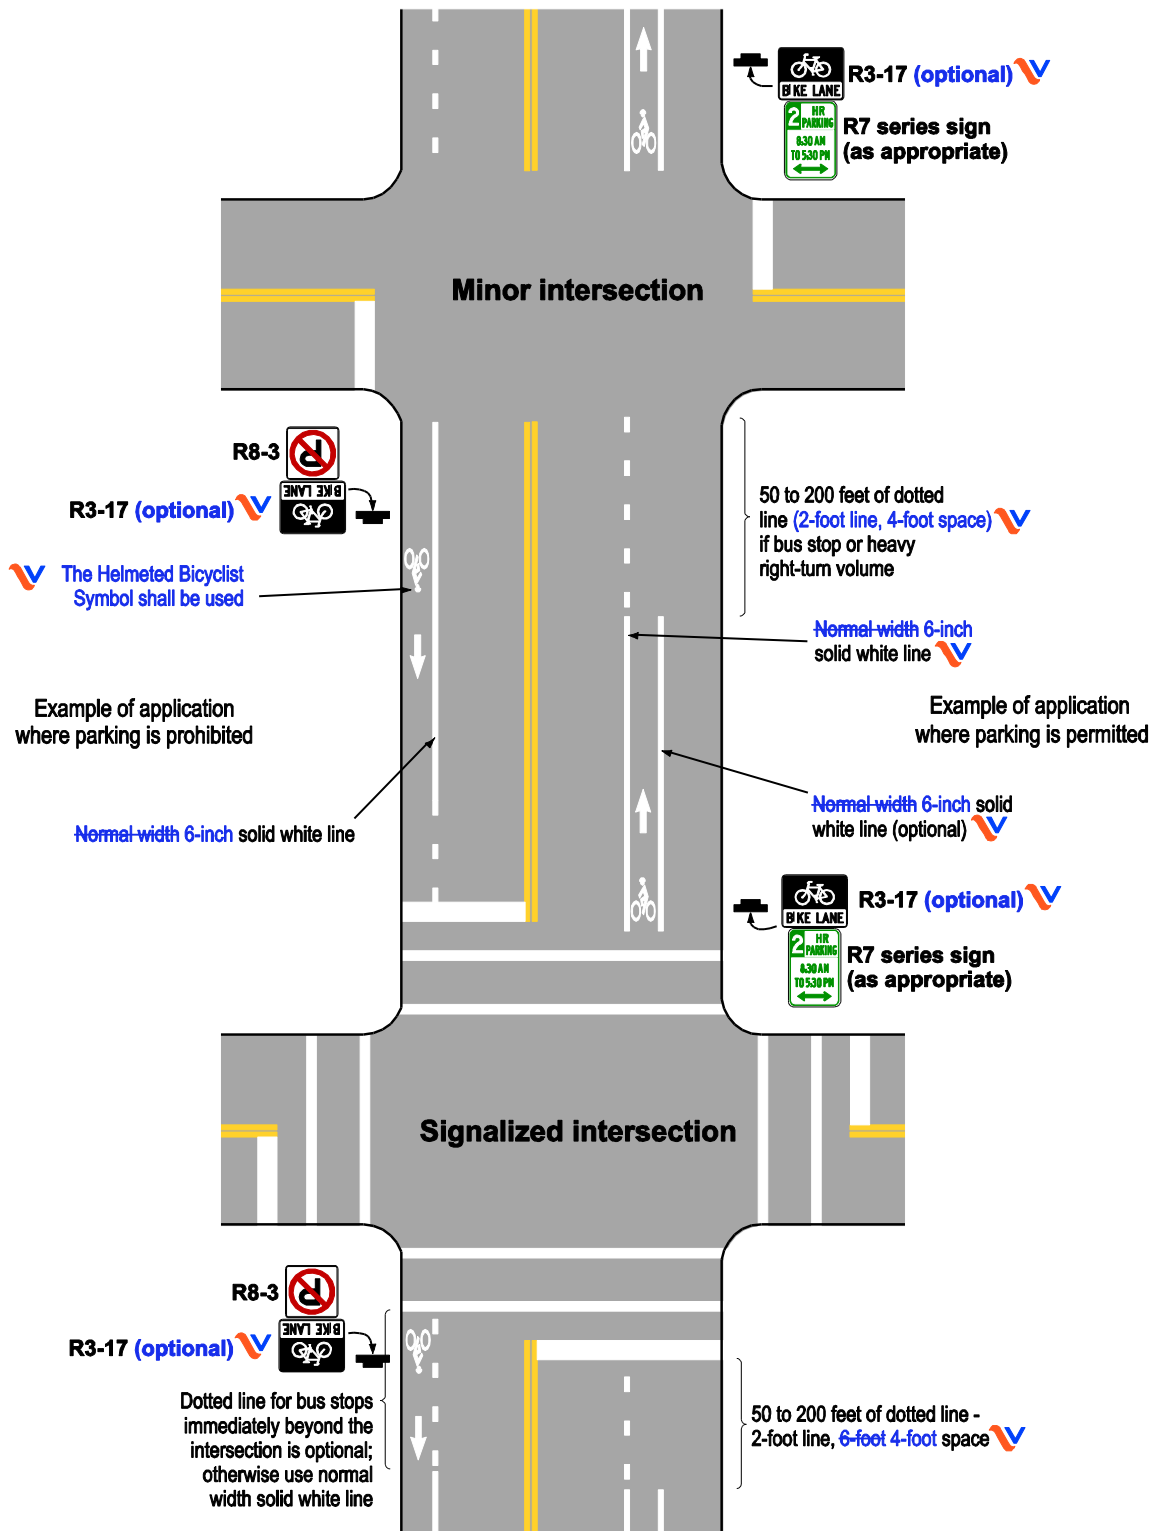 BIKE LANE
R3-17 (optional)
2 HR
PARKING
8:30 AM
TO 5:30 PM
R7 series sign
(as appropriate)
Minor intersection
R8-3
P
BIKE LANE
R3-17 (optional)
50 to 200 feet of dotted
line (2-foot line, 4-foot space)
if bus stop or heavy
right-turn volume
The Helmeted Bicyclist
Symbol shall be used
Normal width 6-inch
solid white line
Example of application
where parking is prohibited
Example of application
where parking is permitted
Normal width 6-inch solid
white line (optional)
Normal width 6-inch solid white line
BIKE LANE
R3-17 (optional)
2 HR
PARKING
8:30 AM
TO 5:30 PM
R7 series sign
(as appropriate)
Signalized intersection
R8-3
P
BIKE LANE
R3-17 (optional)
Dotted line for bus stops
immediately beyond the
intersection is optional;
otherwise use normal
width solid white line
50 to 200 feet of dotted line -
2-foot line, 6-foot 4-foot space